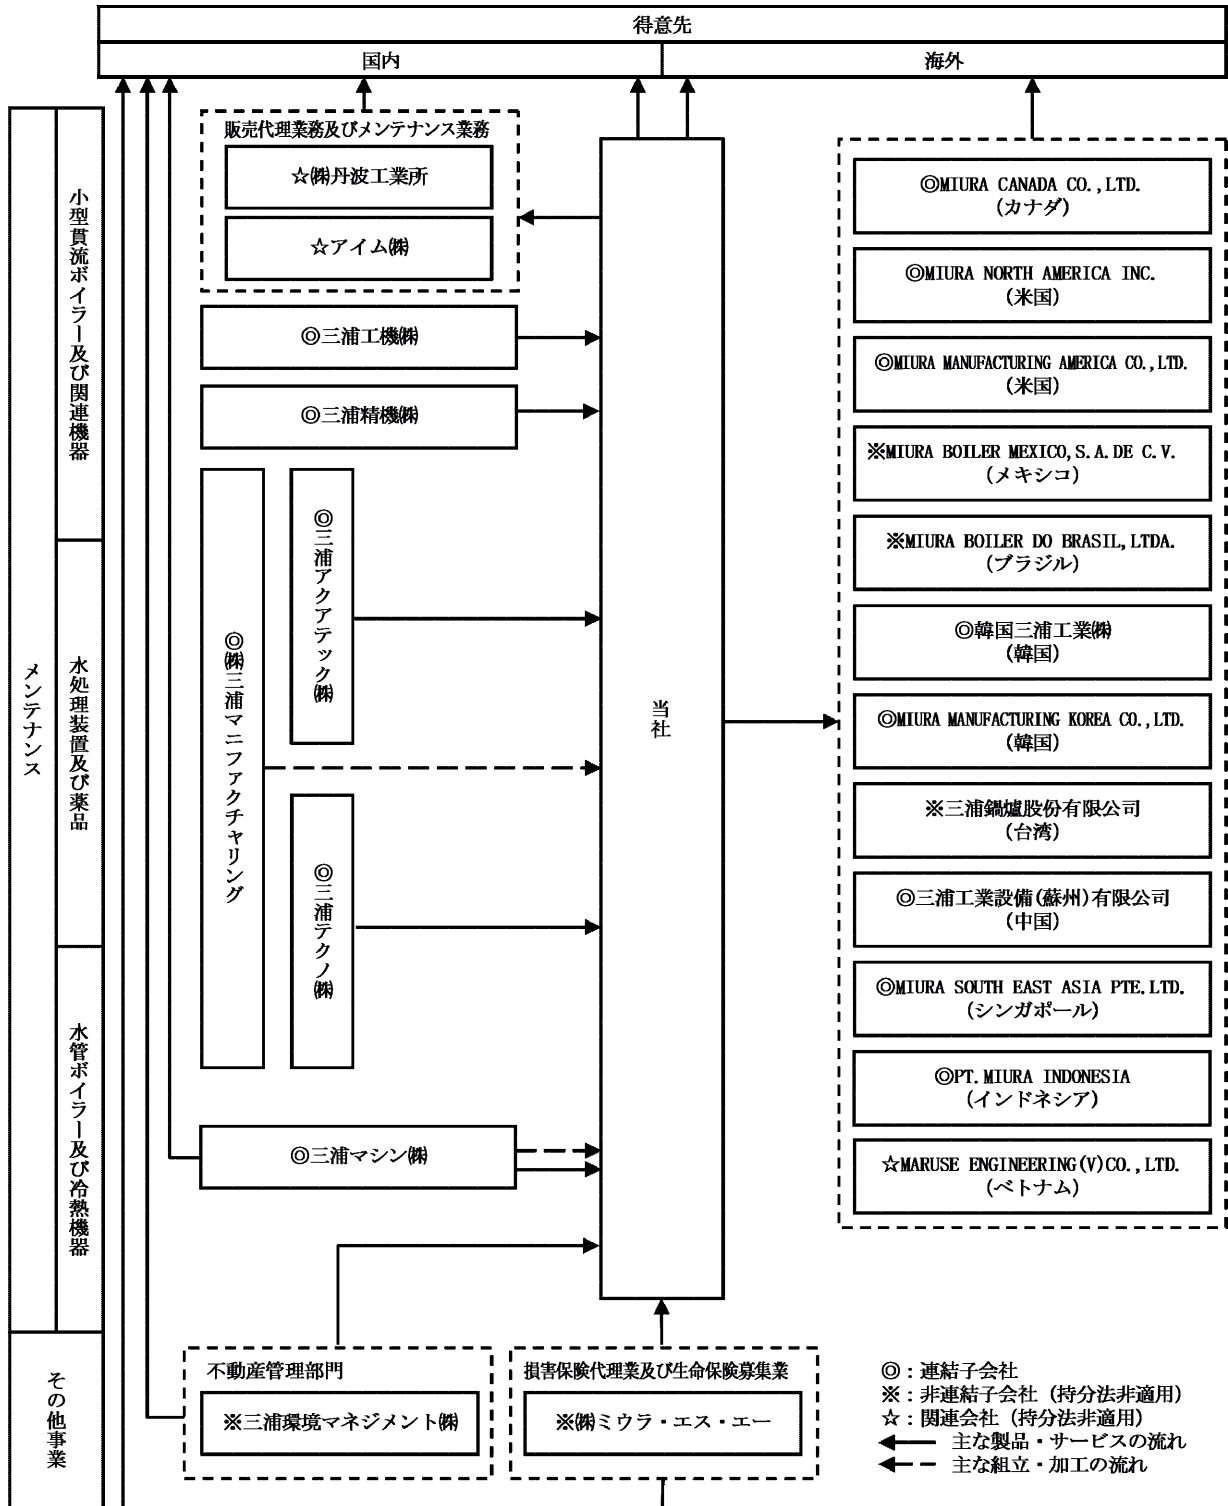 得意先
国内
海外
メンテナンス
小型貫流ボイラー及び関連機器
水処理装置及び薬品
水管ボイラー及び冷熱機器
その他事業
販売代理業務及びメンテナンス業務
☆㈱丹波工業所
☆アイム㈱
◎三浦工機㈱
◎三浦精機㈱
◎㈱三浦マニファクチャリング
◎三浦アクアテック㈱
◎三浦テクノ㈱
◎三浦マシン㈱
当社
◎MIURA CANADA CO.,LTD.
(カナダ)
◎MIURA NORTH AMERICA INC.
(米国)
◎MIURA MANUFACTURING AMERICA CO.,LTD.
(米国)
※MIURA BOILER MEXICO,S.A.DE C.V.
(メキシコ)
※MIURA BOILER DO BRASIL,LTDA.
(ブラジル)
◎韓国三浦工業㈱
(韓国)
◎MIURA MANUFACTURING KOREA CO.,LTD.
(韓国)
※三浦鍋爐股份有限公司
(台湾)
◎三浦工業設備(蘇州)有限公司
(中国)
◎MIURA SOUTH EAST ASIA PTE.LTD.
(シンガポール)
◎PT.MIURA INDONESIA
(インドネシア)
☆MARUSE ENGINEERING(V)CO.,LTD.
(ベトナム)
不動産管理部門
※三浦環境マネジメント㈱
損害保険代理業及び生命保険募集業
※㈱ミウラ・エス・エー
◎：連結子会社
※：非連結子会社（持分法非適用）
☆：関連会社（持分法非適用）
主な製品・サービスの流れ
主な組立・加工の流れ